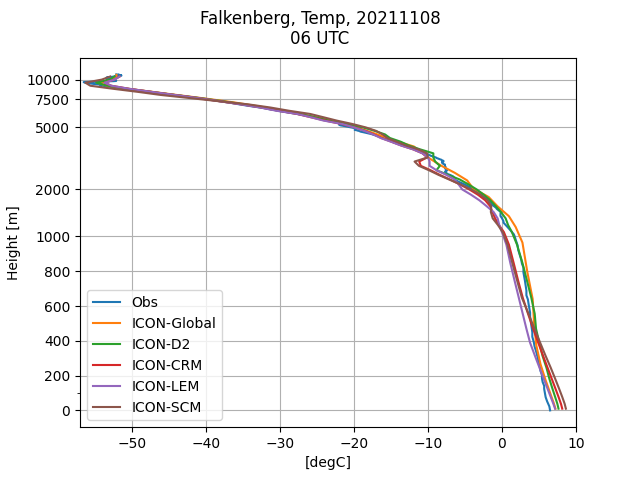 Falkenberg, Temp, 20211108
06 UTC
10000
7500
5000
2000
1000
800
600
400
200
0
Height [m]
Obs
ICON-Global
ICON-D2
ICON-CRM
ICON-LEM
ICON-SCM
−50 −40 −30 −20 −10 0 10
[degC]